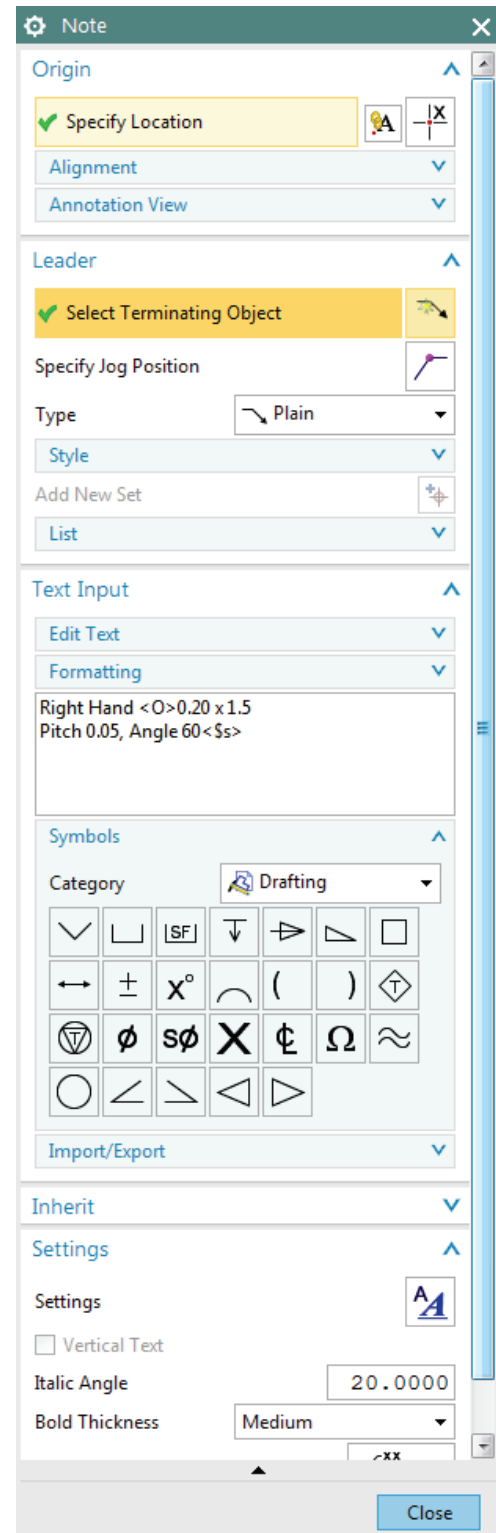 Note
Origin
Specify Location
A
X
Alignment
Annotation View
Leader
Select Terminating Object
Specify Jog Position
Type Plain
Style
Add New Set
List
Text Input
Edit Text
Formatting
Right Hand <O>0.20 x 1.5
Pitch 0.05, Angle 60<$s>
Symbols
Category Drafting
SF
± x° ( ) T
T ø sø X ℄ Ω ≈
Import/Export
Inherit
Settings
Settings AA
Vertical Text
Italic Angle 20.0000
Bold Thickness Medium
Close